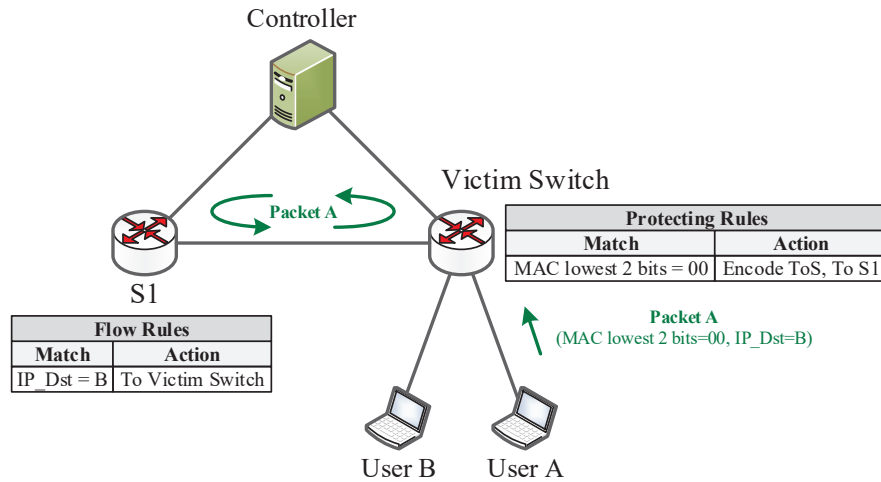 Controller
Packet A
Victim Switch
S1
Protecting Rules
Match Action
MAC lowest 2 bits = 00 Encode ToS, To S1
Flow Rules
Match Action
IP_Dst = B To Victim Switch
Packet A
(MAC lowest 2 bits=00, IP_Dst=B)
User B
User A